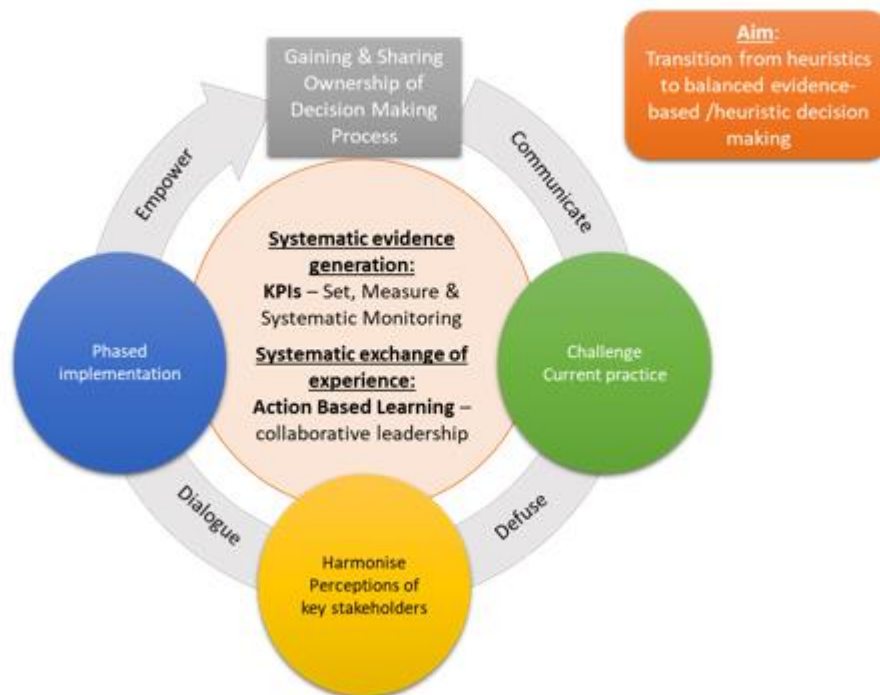 Aim:
Transition from heuristics
to balanced evidence-
based /heuristic decision
making
Gaining & Sharing
Ownership of
Decision Making
Process
Communicate
Challenge
Current practice
Defuse
Harmonise
Perceptions of
key stakeholders
Dialogue
Phased
implementation
Empower
Systematic evidence
generation:
KPIs – Set, Measure &
Systematic Monitoring
Systematic exchange of
experience:
Action Based Learning –
collaborative leadership